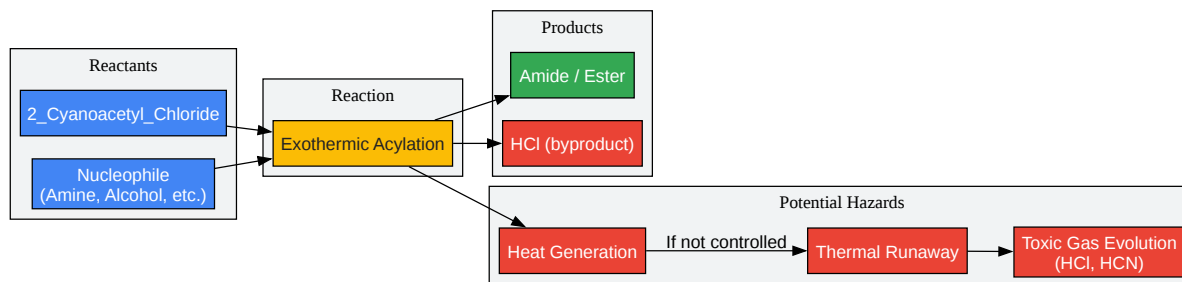 Reactants
2_Cyanoacetyl_Chloride
Nucleophile
(Amine, Alcohol, etc.)
Reaction
Exothermic Acylation
Products
Amide / Ester
HCl (byproduct)
Potential Hazards
Heat Generation
If not controlled
Thermal Runaway
Toxic Gas Evolution
(HCl, HCN)